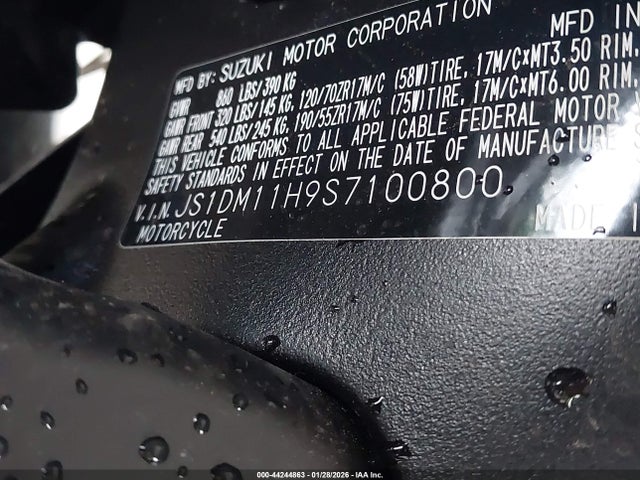 MFD BY: SUZUKI MOTOR CORPORATION MFD IN
GVWR 860 LBS/390 KG
GAWR FRONT 320 LBS/145 KG, 120/70ZR17M/C (58W)TIRE, 17M/C×MT3.50 RIM,
GAWR REAR 540 LBS/245 KG, 190/55ZR17M/C (75W)TIRE, 17M/C×MT6.00 RIM,
THIS VEHICLE CONFORMS TO ALL APPLICABLE FEDERAL MOTOR
SAFETY STANDARDS IN EFFECT ON THE DATE OF MANUFACTURE
V.I.N. JS1DM11H9S7100800 MADE
MOTORCYCLE
000-44244863 | 01/28/2026 - IAA Inc.